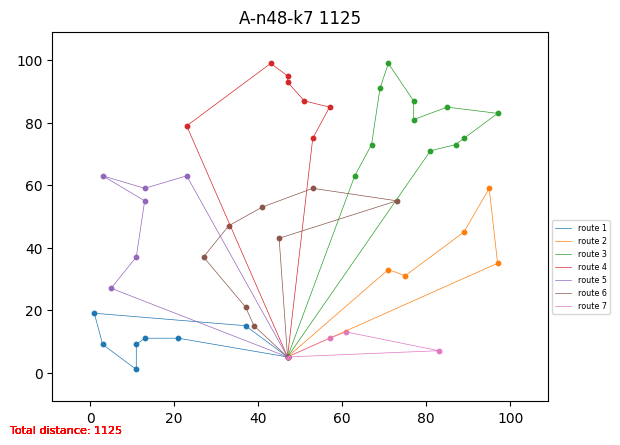 A-n48-k7 1125
100
80
60
40
20
0
0 20 40 60 80 100
route 1
route 2
route 3
route 4
route 5
route 6
route 7
Total distance: 1125